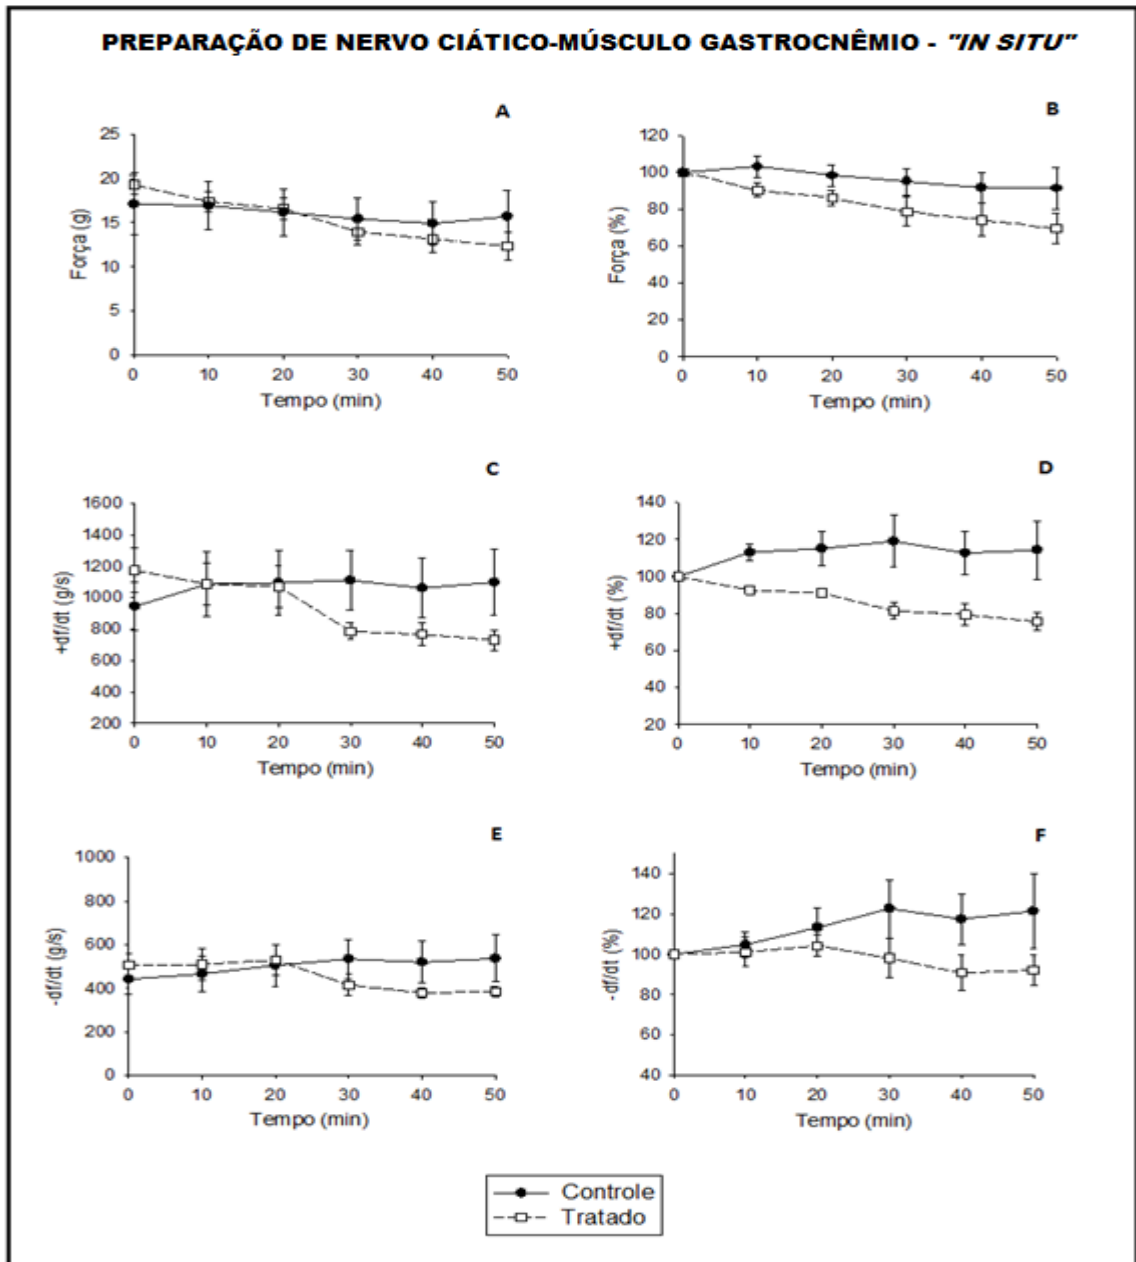 PREPARAÇÃO DE NERVO CIÁTICO-MÚSCULO GASTROCNÊMIO - "IN SITU"
A
Força (g)
25
20
15
10
5
0
0 10 20 30 40 50
Tempo (min)
B
Força (%)
120
100
80
60
40
20
0
0 10 20 30 40 50
Tempo (min)
C
+df/dt (g/s)
1600
1400
1200
1000
800
600
400
200
0 10 20 30 40 50
Tempo (min)
D
+df/dt (%)
140
120
100
80
60
40
20
0 10 20 30 40 50
Tempo (min)
E
-df/dt (g/s)
1000
800
600
400
200
0
0 10 20 30 40 50
Tempo (min)
F
-df/dt (%)
140
120
100
80
60
40
0 10 20 30 40 50
Tempo (min)
Controle
Tratado